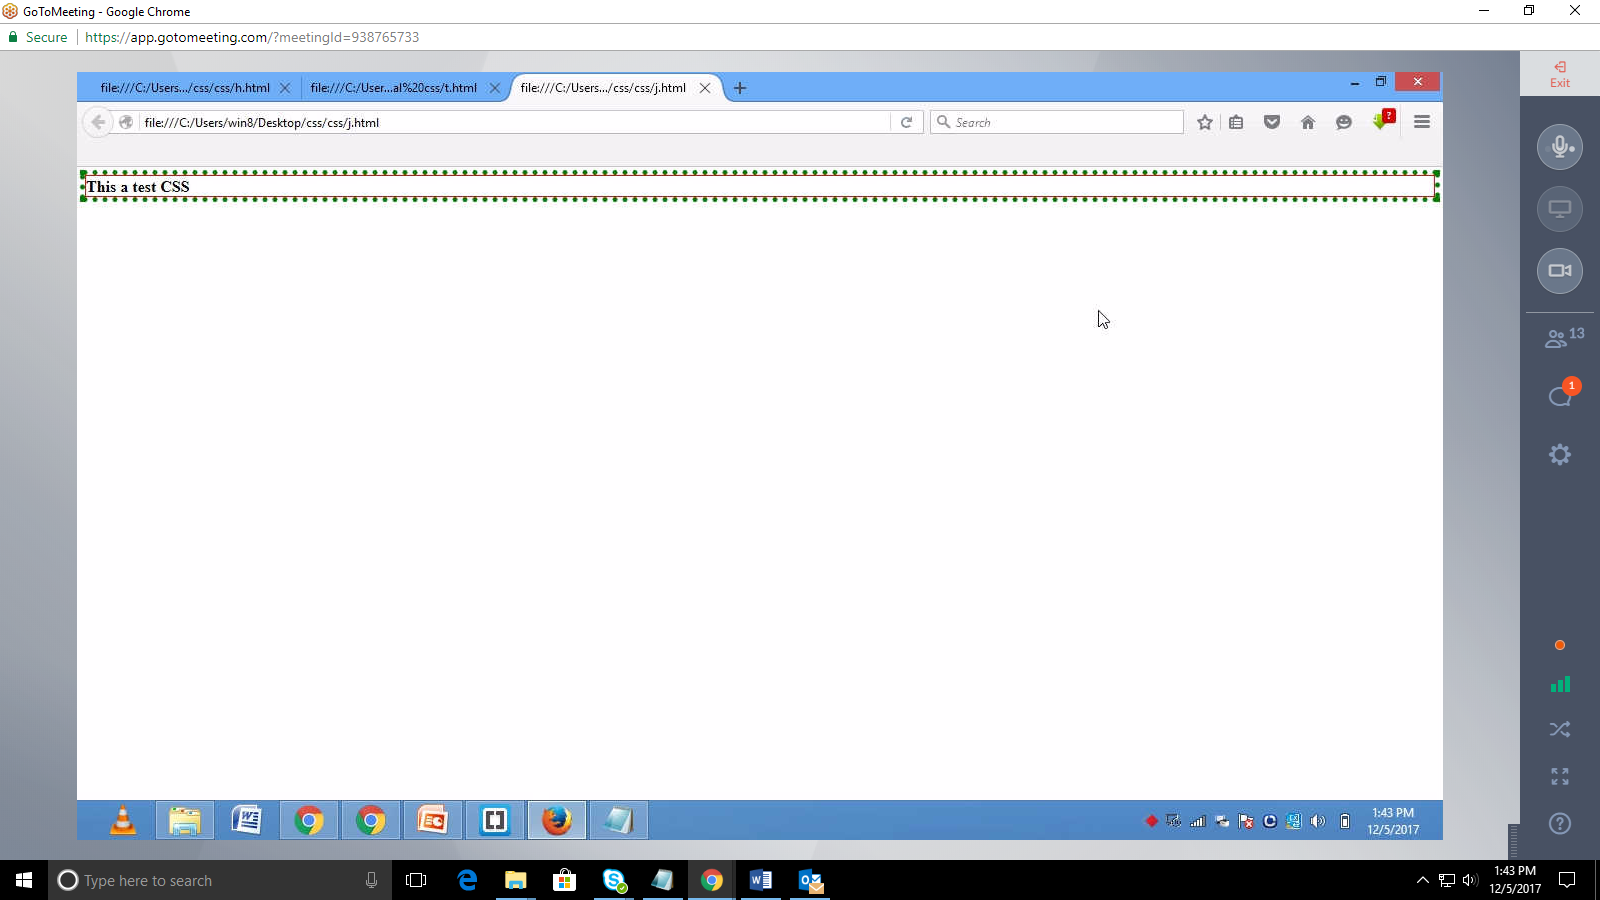 GoToMeeting - Google Chrome
Secure https://app.gotomeeting.com/?meetingId=938765733
Exit
file:///C:/Users.../css/css/h.html file:///C:/User...al%20css/t.html file:///C:/Users.../css/css/j.html
file:///C:/Users/win8/Desktop/css/css/j.html Search ?
This a test CSS
13
1
1:43 PM
12/5/2017
Type here to search
1:43 PM
12/5/2017